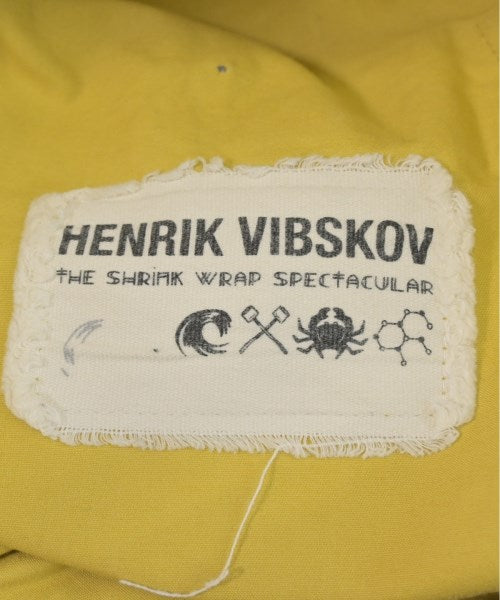 HENRIK VIBSKOV
THE SHRINK WRAP SPECTACULAR